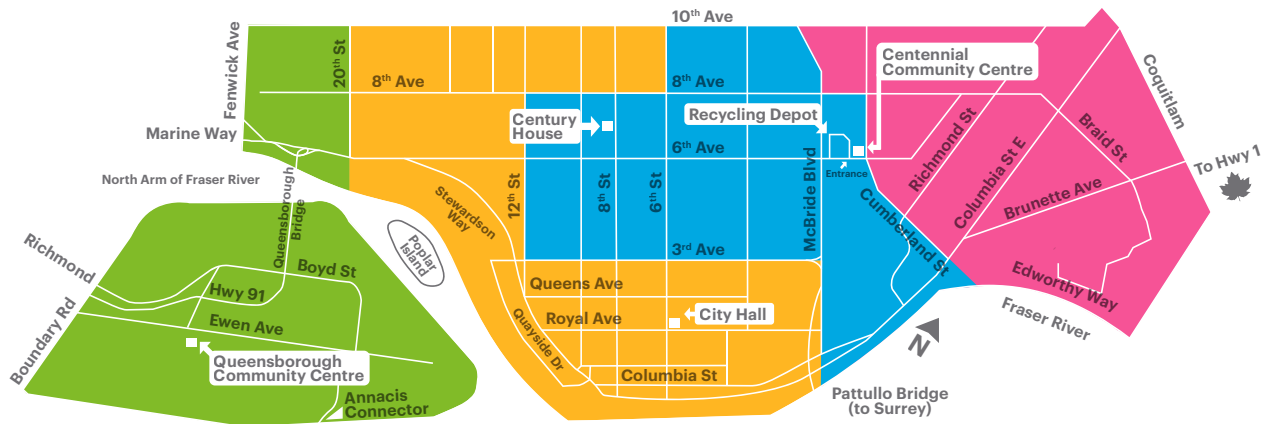 10th Ave
Fenwick Ave
20th St
8th Ave
8th Ave
Centennial
Community Centre
Coquitlam
Marine Way
Century
House
Recycling Depot
6th Ave
Entrance
Richmond St
Columbia St E
Braid St
To Hwy 1
North Arm of Fraser River
Queensborough
Bridge
Stewardson
Way
12th St
8th St
6th St
McBride Blvd
Cumberland St
Brunette Ave
Poplar
Island
3rd Ave
Richmond
Boyd St
Hwy 91
Queens Ave
Edworthy Way
Fraser River
Boundary Rd
Ewen Ave
Royal Ave
City Hall
Quayside Dr
N
Queensborough
Community Centre
Columbia St
Annacis
Connector
Pattullo Bridge
(to Surrey)